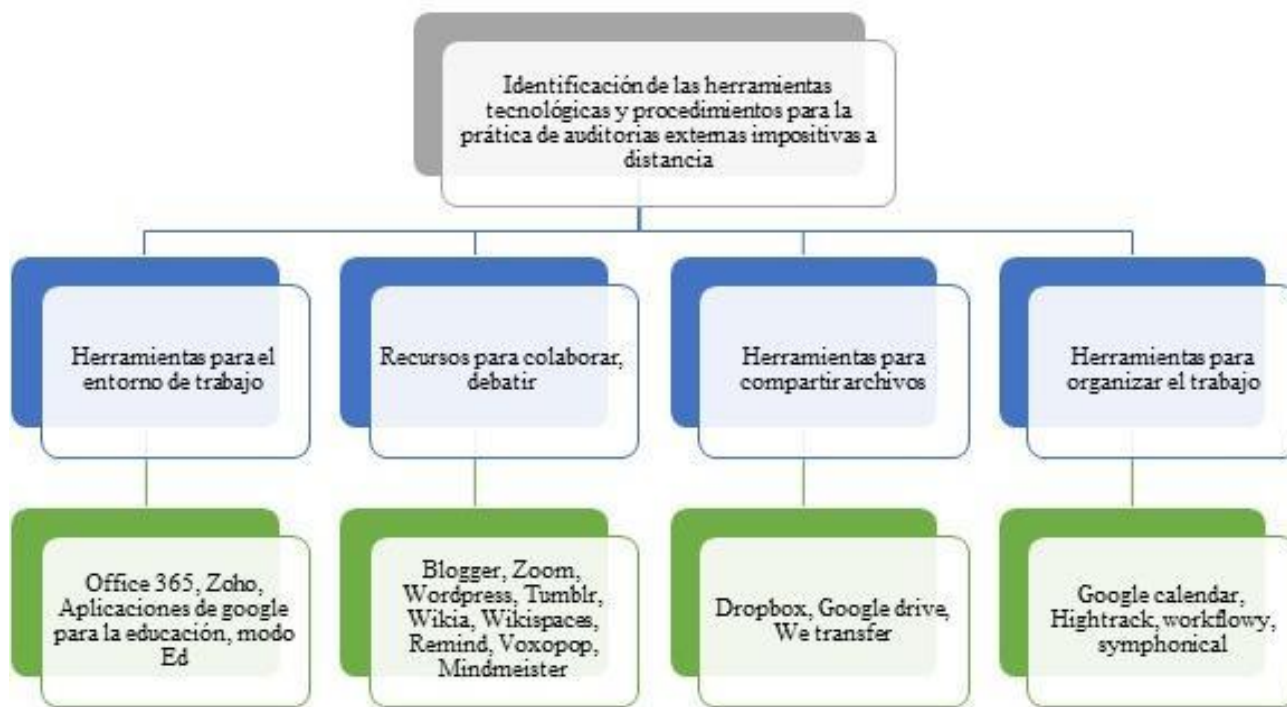 Identificación de las herramientas
tecnológicas y procedimientos para la
prática de auditorias externas impositivas a
distancia
Herramientas para el
entorno de trabajo
Recursos para colaborar,
debatir
Herramientas para
compartir archivos
Herramientas para
organizar el trabajo
Office 365, Zoho,
Aplicaciones de google
para la educación, modo
Ed
Blogger, Zoom,
Wordpress, Tumblr,
Wikia, Wikispaces,
Remind, Voxopop,
Mindmeister
Dropbox, Google drive,
We transfer
Google calendar,
Hightrack, workflowy,
symphonical